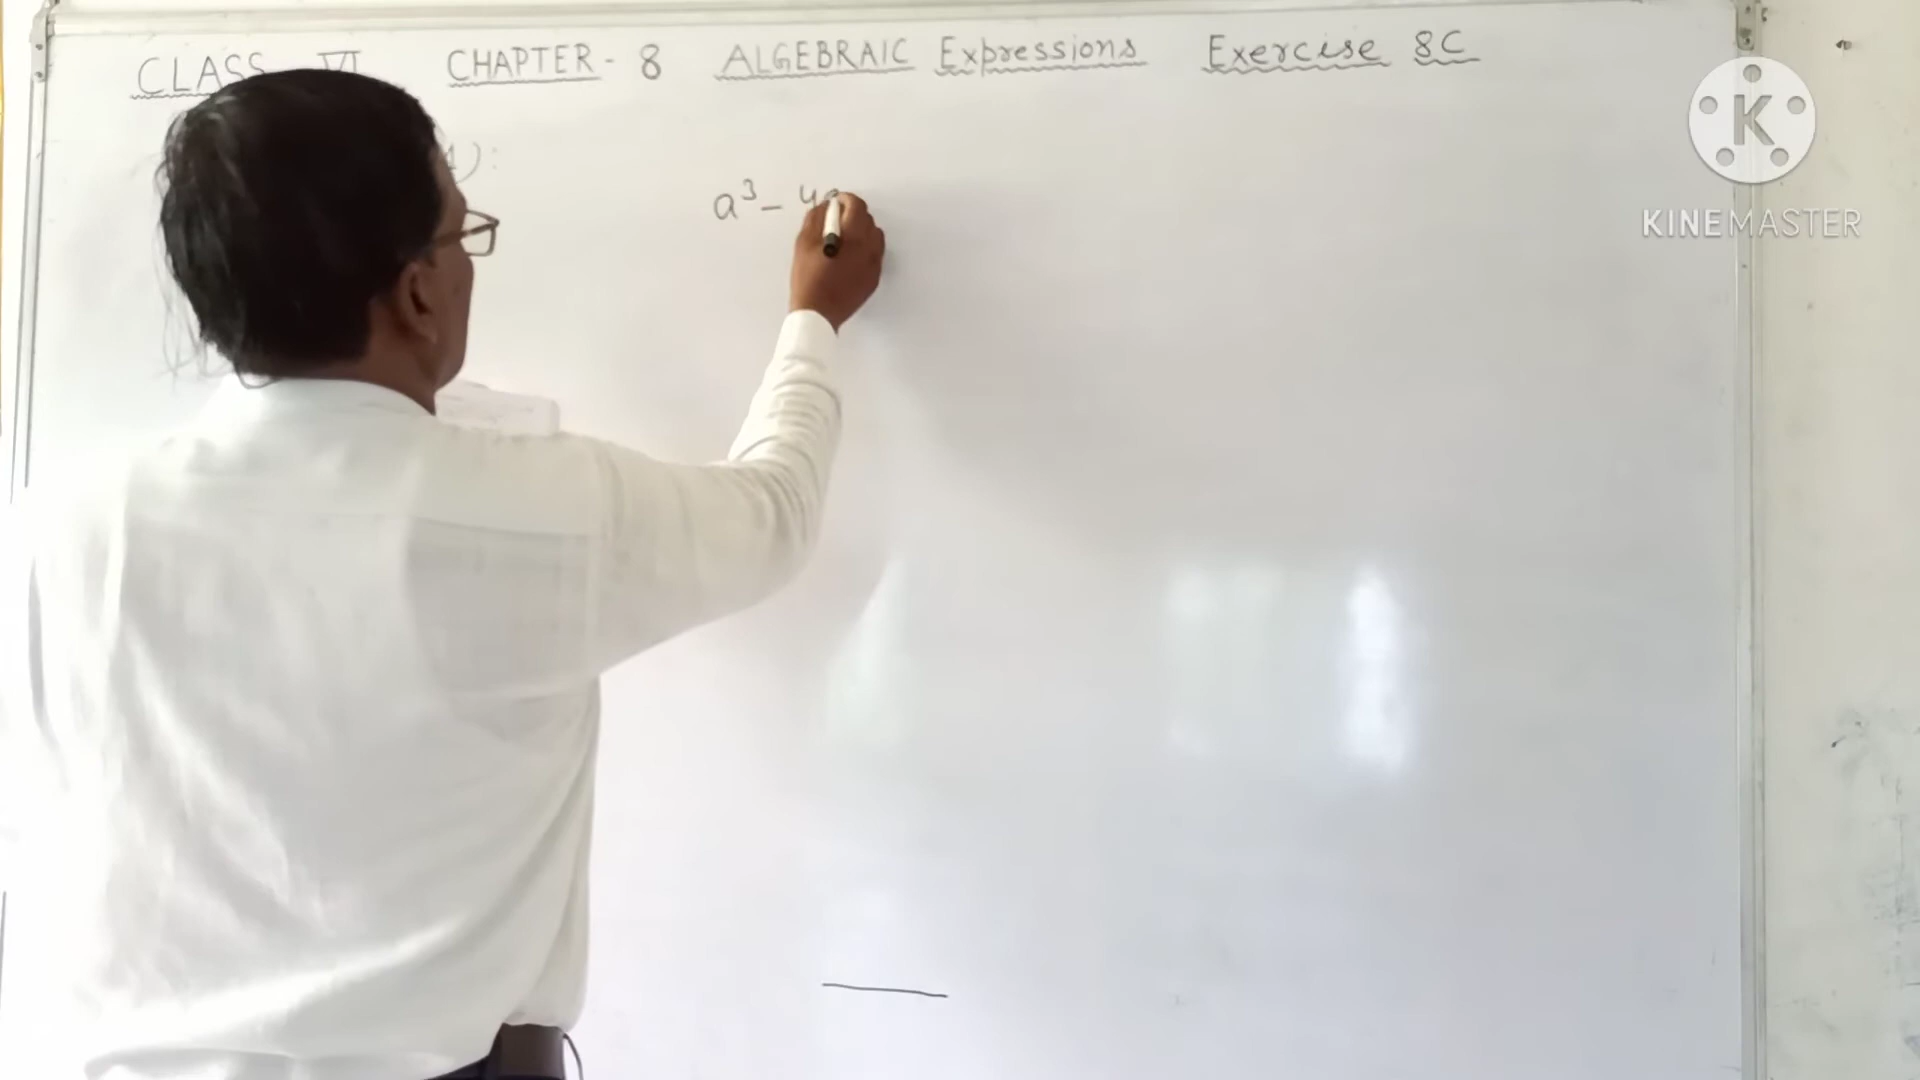 CLASS VI CHAPTER - 8 ALGEBRAIC Expressions Exercise 8C
K
KINEMASTER
):
a³ - 4